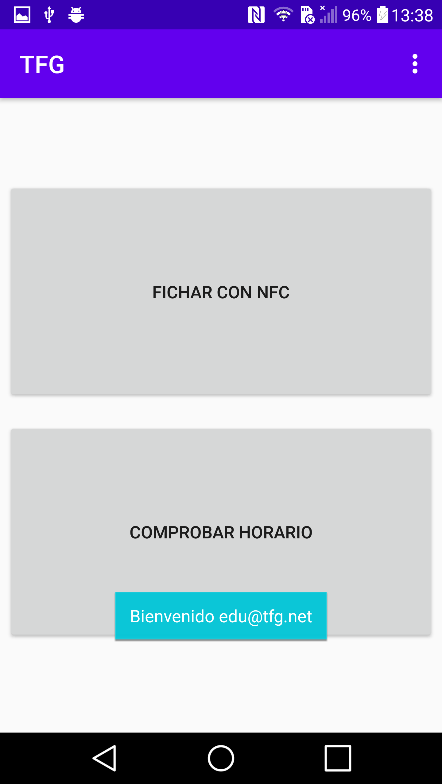 96% 13:38
TFG
FICHAR CON NFC
COMPROBAR HORARIO
Bienvenido edu@tfg.net